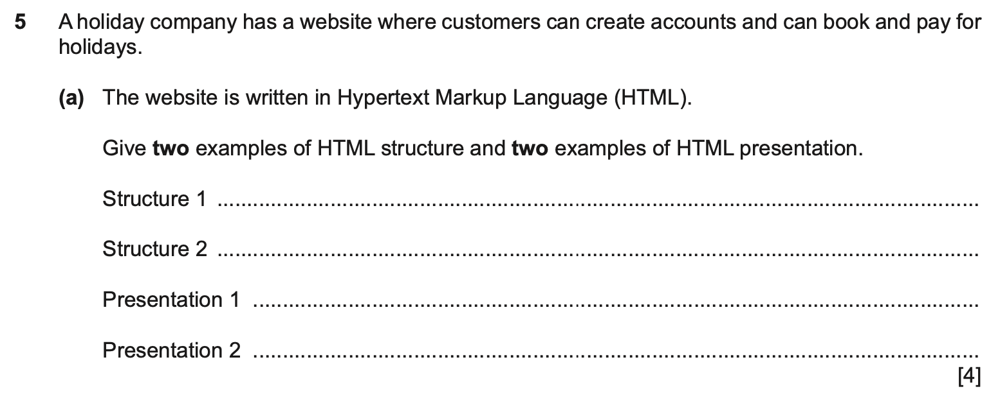 5 A holiday company has a website where customers can create accounts and can book and pay for
holidays.
(a) The website is written in Hypertext Markup Language (HTML).
Give two examples of HTML structure and two examples of HTML presentation.
Structure 1 ................................................................................................................................
Structure 2 ................................................................................................................................
Presentation 1 ..........................................................................................................................
Presentation 2 ..........................................................................................................................
[4]